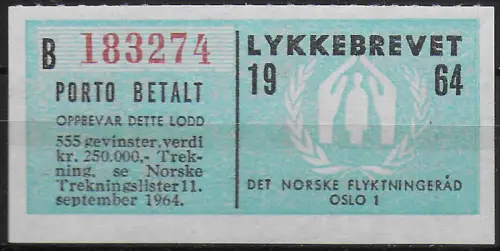 B 183274
PORTO BETALT
OPPBEVAR DETTE LODD
555 gevinster, verdi
kr. 250.000,- Trek-
ning, se Norske
Trekningslister 11.
september 1964.
LYKKEBREVET
19 64
DET NORSKE FLYKTNINGERÅD
OSLO 1